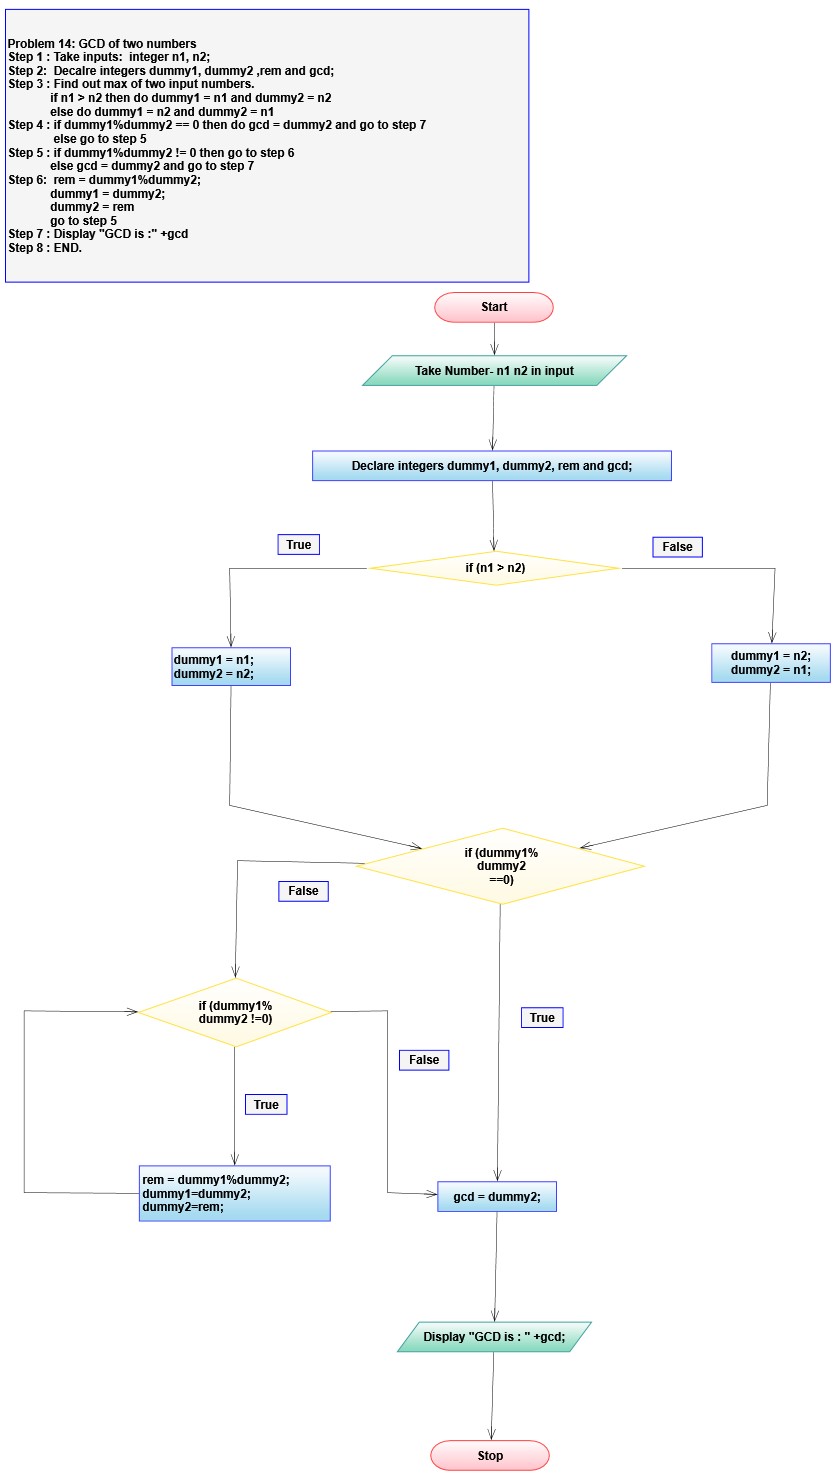 Problem 14: GCD of two numbers
Step 1 : Take inputs:  integer n1, n2;
Step 2:  Decalre integers dummy1, dummy2 ,rem and gcd;
Step 3 : Find out max of two input numbers.
if n1 > n2 then do dummy1 = n1 and dummy2 = n2
else do dummy1 = n2 and dummy2 = n1
Step 4 : if dummy1%dummy2 == 0 then do gcd = dummy2 and go to step 7
else go to step 5
Step 5 : if dummy1%dummy2 != 0 then go to step 6
else gcd = dummy2 and go to step 7
Step 6:  rem = dummy1%dummy2;
dummy1 = dummy2;
dummy2 = rem
go to step 5
Step 7 : Display "GCD is :" +gcd
Step 8 : END.
Start
Take Number- n1 n2 in input
Declare integers dummy1, dummy2, rem and gcd;
True
False
if (n1 > n2)
dummy1 = n1;
dummy2 = n2;
dummy1 = n2;
dummy2 = n1;
if (dummy1%
dummy2
==0)
False
if (dummy1%
dummy2 !=0)
True
False
True
rem = dummy1%dummy2;
dummy1=dummy2;
dummy2=rem;
gcd = dummy2;
Display "GCD is : " +gcd;
Stop